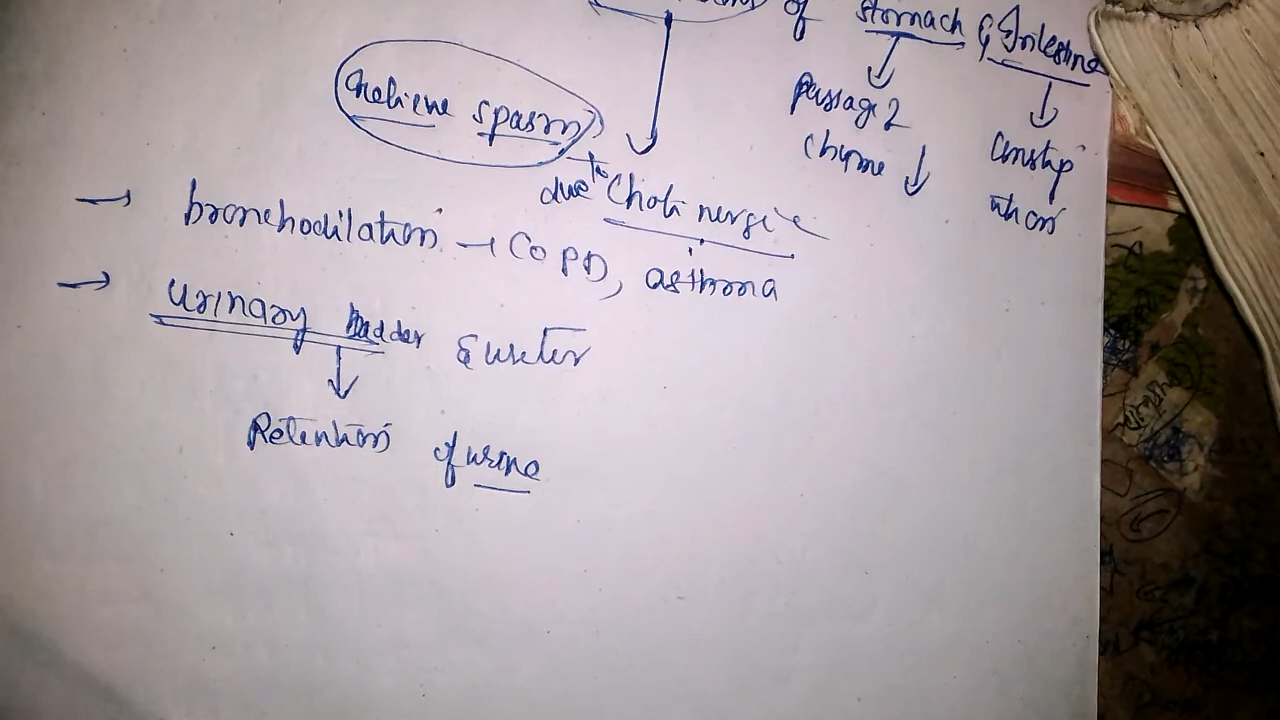 of stomach & Intestine
Relieve spasm
passage 2
chyme ↓
Constip
ation
due to Cholinergic
→ bronchodilation → COPD, asthma
→ urinary bladder & ureter
Retention of urine